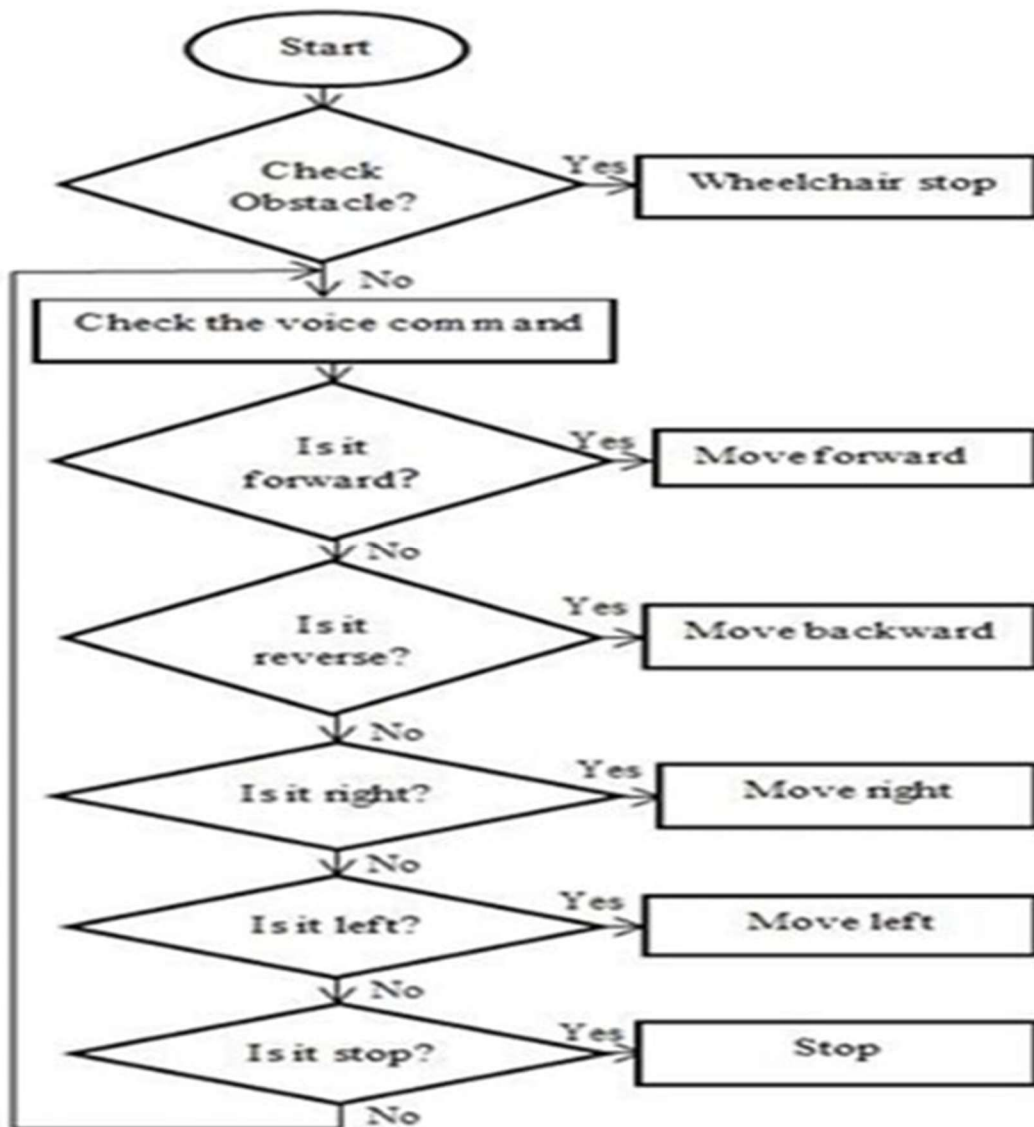 Start
Check
Obstacle?
Yes
Wheelchair stop
No
Check the voice command
Is it
forward?
Yes
Move forward
No
Is it
reverse?
Yes
Move backward
No
Is it right?
Yes
Move right
No
Is it left?
Yes
Move left
No
Is it stop?
Yes
Stop
No